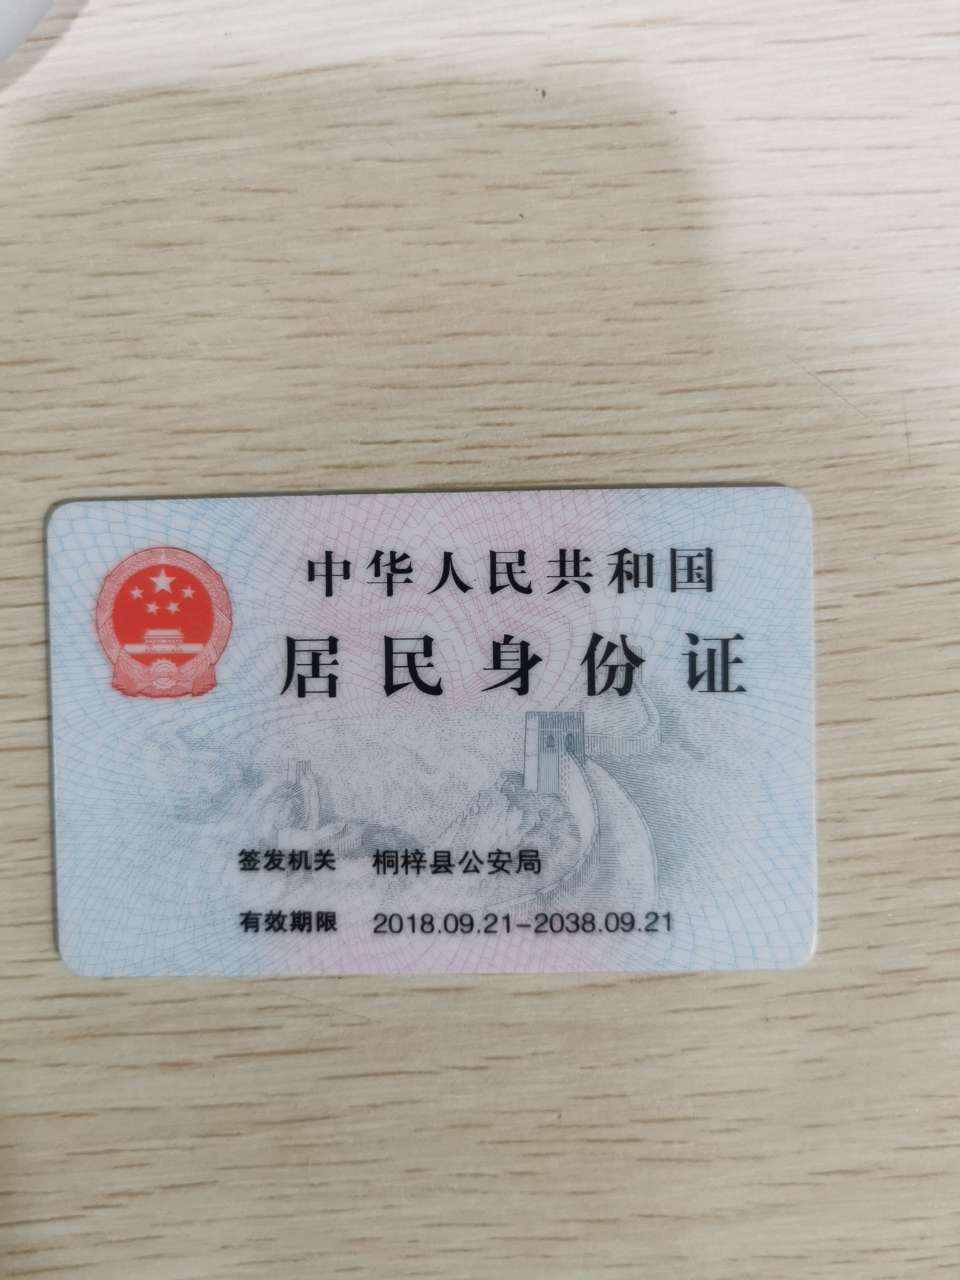 中华人民共和国
居民身份证
签发机关 桐梓县公安局
有效期限 2018.09.21-2038.09.21